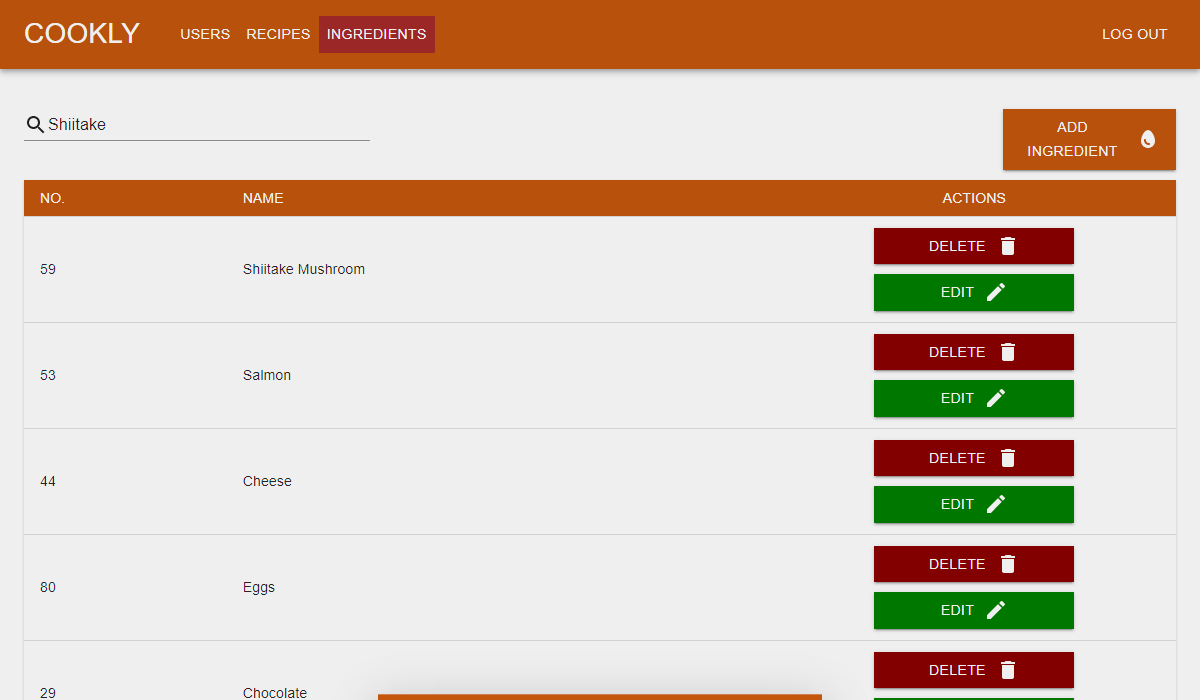 COOKLY USERS RECIPES INGREDIENTS LOG OUT
Shiitake
ADD
INGREDIENT
NO. NAME ACTIONS
59 Shiitake Mushroom DELETE
EDIT
53 Salmon DELETE
EDIT
44 Cheese DELETE
EDIT
80 Eggs DELETE
EDIT
29 Chocolate DELETE